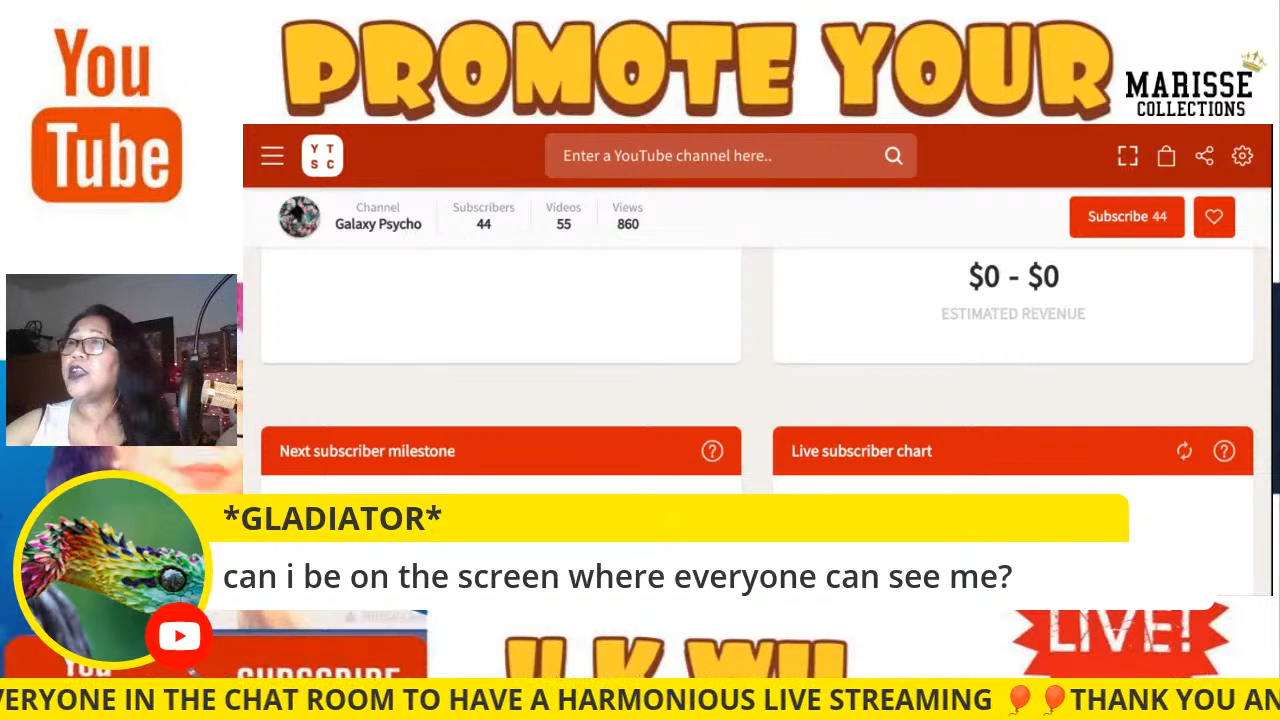 You
Tube
PROMOTE YOUR
MARISSE
COLLECTIONS
Y T
S C
Enter a YouTube channel here..
Channel
Galaxy Psycho
Subscribers
44
Videos
55
Views
860
Subscribe 44
$0 - $0
ESTIMATED REVENUE
Next subscriber milestone
Live subscriber chart
*GLADIATOR*
can i be on the screen where everyone can see me?
LIVE!
You
SUBSCRIBE
VERYONE IN THE CHAT ROOM TO HAVE A HARMONIOUS LIVE STREAMING 🎈🎈THANK YOU AN